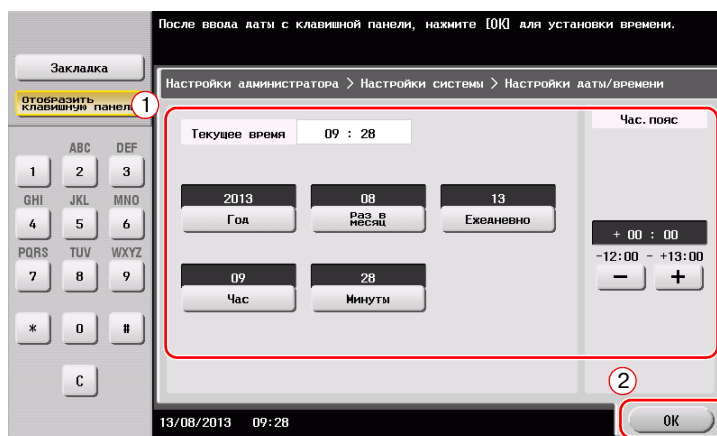 После ввода даты с клавишной панели, нажмите [OK] для установки времени.
Закладка
Отобразить
клавишную панель
1
Настройки администратора > Настройки системы > Настройки даты/времени
Текущее время 09 : 28
Час. пояс
ABC DEF
1 2 3
GHI JKL MNO
4 5 6
PQRS TUV WXYZ
7 8 9
* 0 #
C
2013 08 13
Год
Раз в
месяц
Ежедневно
09 28
Час Минуты
+ 00 : 00
-12:00 - +13:00
− +
2
13/08/2013 09:28
OK